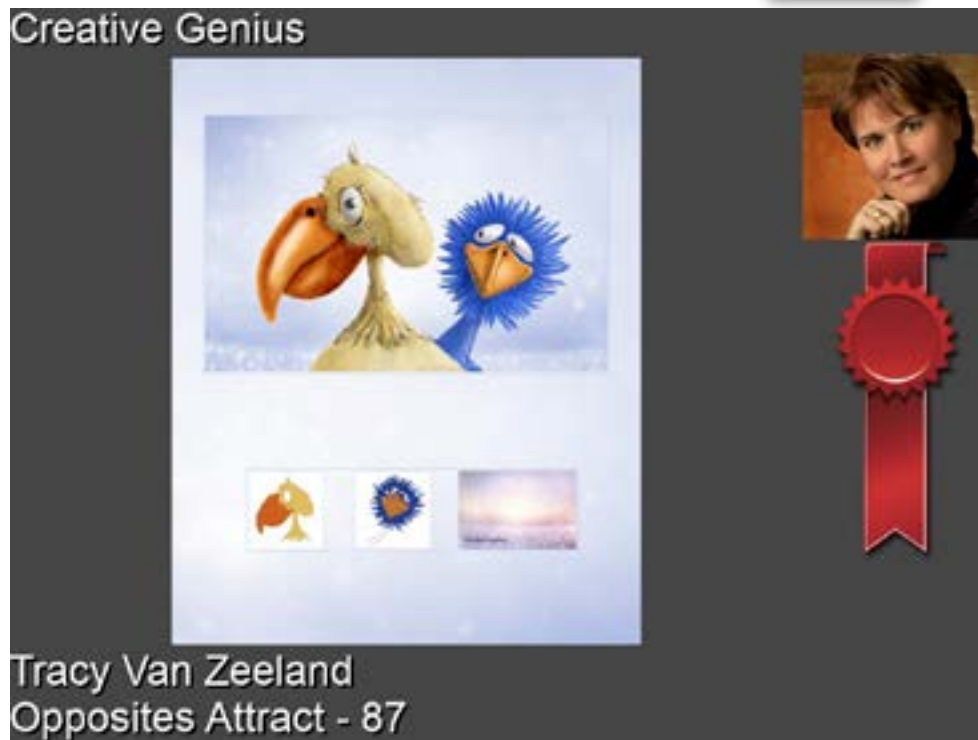 Creative Genius
Tracy Van Zeeland
Opposites Attract - 87